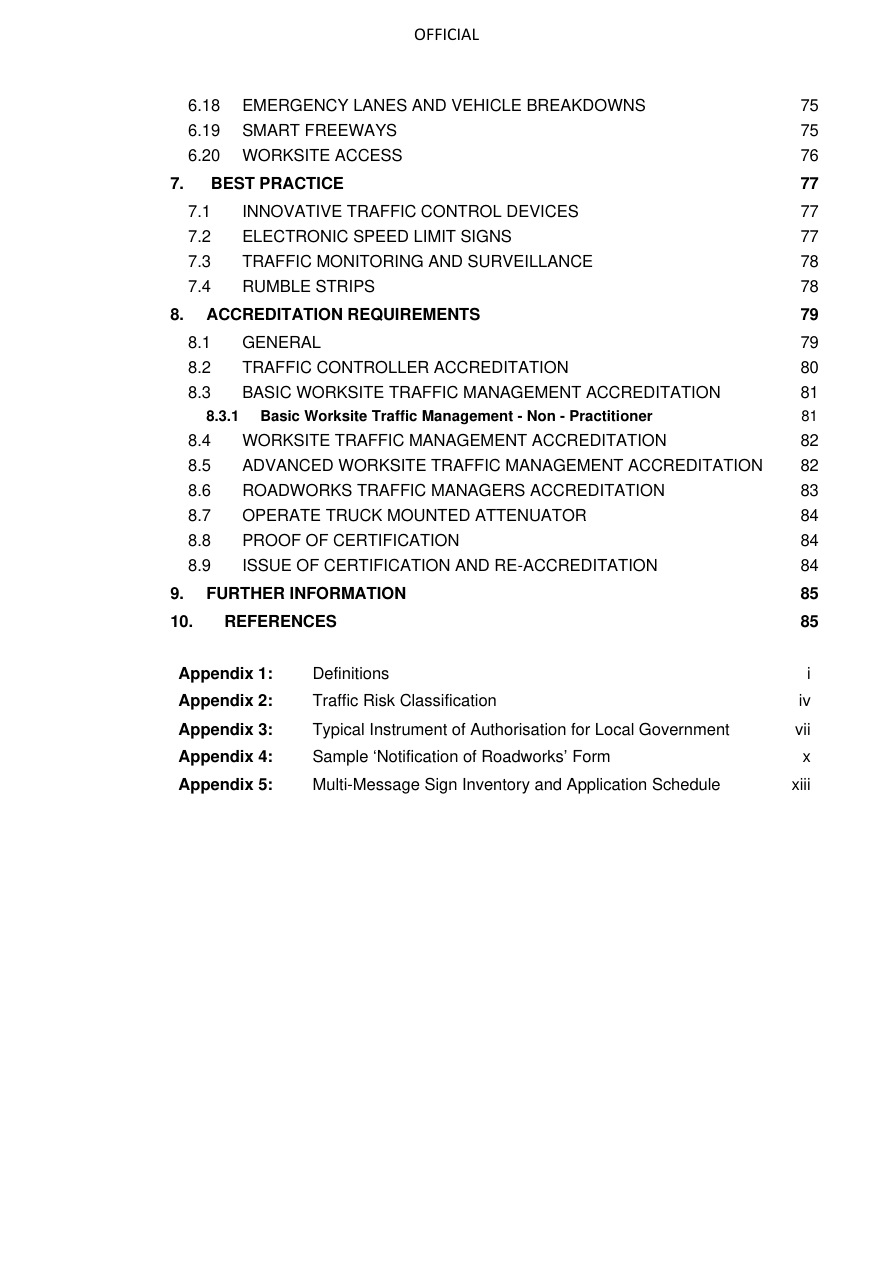 OFFICIAL
6.18 EMERGENCY LANES AND VEHICLE BREAKDOWNS 75
6.19 SMART FREEWAYS 75
6.20 WORKSITE ACCESS 76
7. BEST PRACTICE 77
7.1 INNOVATIVE TRAFFIC CONTROL DEVICES 77
7.2 ELECTRONIC SPEED LIMIT SIGNS 77
7.3 TRAFFIC MONITORING AND SURVEILLANCE 78
7.4 RUMBLE STRIPS 78
8. ACCREDITATION REQUIREMENTS 79
8.1 GENERAL 79
8.2 TRAFFIC CONTROLLER ACCREDITATION 80
8.3 BASIC WORKSITE TRAFFIC MANAGEMENT ACCREDITATION 81
8.3.1 Basic Worksite Traffic Management - Non - Practitioner 81
8.4 WORKSITE TRAFFIC MANAGEMENT ACCREDITATION 82
8.5 ADVANCED WORKSITE TRAFFIC MANAGEMENT ACCREDITATION 82
8.6 ROADWORKS TRAFFIC MANAGERS ACCREDITATION 83
8.7 OPERATE TRUCK MOUNTED ATTENUATOR 84
8.8 PROOF OF CERTIFICATION 84
8.9 ISSUE OF CERTIFICATION AND RE-ACCREDITATION 84
9. FURTHER INFORMATION 85
10. REFERENCES 85
Appendix 1: Definitions i
Appendix 2: Traffic Risk Classification iv
Appendix 3: Typical Instrument of Authorisation for Local Government vii
Appendix 4: Sample ‘Notification of Roadworks’ Form x
Appendix 5: Multi-Message Sign Inventory and Application Schedule xiii